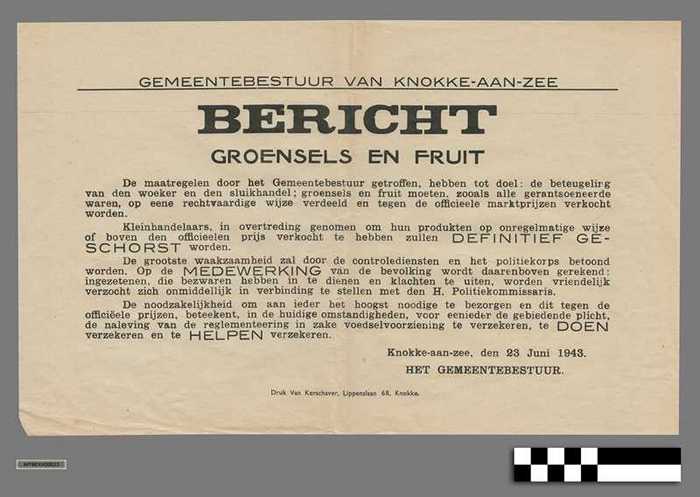 GEMEENTEBESTUUR VAN KNOKKE-AAN-ZEE
BERICHT
GROENSELS EN FRUIT
De maatregelen door het Gemeentebestuur getroffen, hebben tot doel: de beteugelirg
van den woeker en den sluikhandel; groensels en fruit moeten, zooals alle gerantsoeneerde
waren, op eene rechtvaardige wijze verdeeld en tegen de officieele marktprijzen verkocht
worden.
Kleinhandelaars, in overtreding genomen om hun produkten op onregelmatige wijze
of boven den officieelen prijs verkocht te hebben zullen DEFINITIEF GE-
SCHORST worden.
De grootste waakzaamheid zal door de controlediensten en het politiekorps betoond
worden. Op de MEDEWERKING van de bevolking wordt daarenboven gerekend:
ingezetenen, die bezwaren hebben in te dienen en klachten te uiten, worden vriendelijk
verzocht zich onmiddellijk in verbinding te stellen met den H. Politiekommissaris.
De noodzakelijkheid om aan ieder het hoogst noodige te bezorgen en dit tegen de
officiëele prijzen, beteekent, in de huidige omstandigheden, voor eenieder de gebiedende plicht,
de naleving van de reglementeering in zake voedselvoorziening te verzekeren, te DOEN
verzekeren en te HELPEN verzekeren.
Knokke-aan-zee, den 23 Juni 1943.
HET GEMEENTEBESTUUR.
Druk Van Kerschaver, Lippenslaan 68, Knokke.